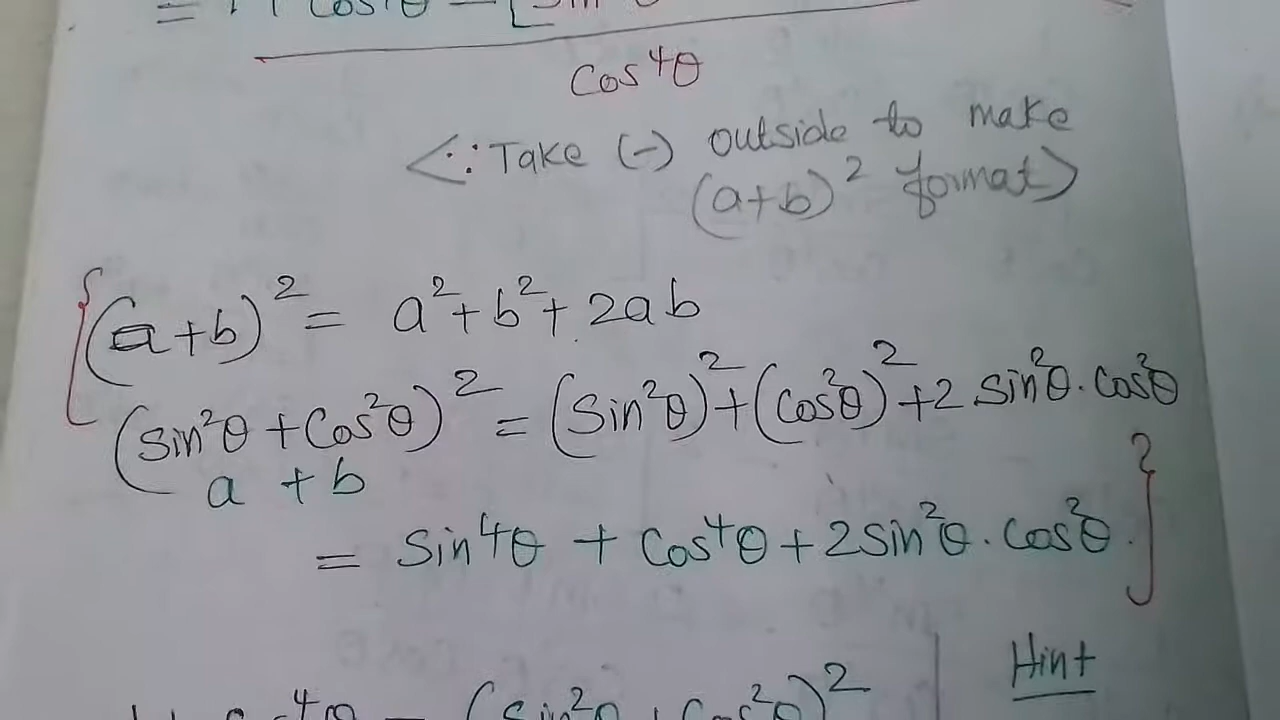 cos⁴θ
<∵ Take (-) outside to make
(a+b)² format>
{(a+b)² = a²+b²+2ab
(sin²θ + cos²θ)² = (sin²θ)²+(cos²θ)²+2 sin²θ. cos²θ
a + b
= sin⁴θ + cos⁴θ + 2sin²θ. cos²θ.}
Hint